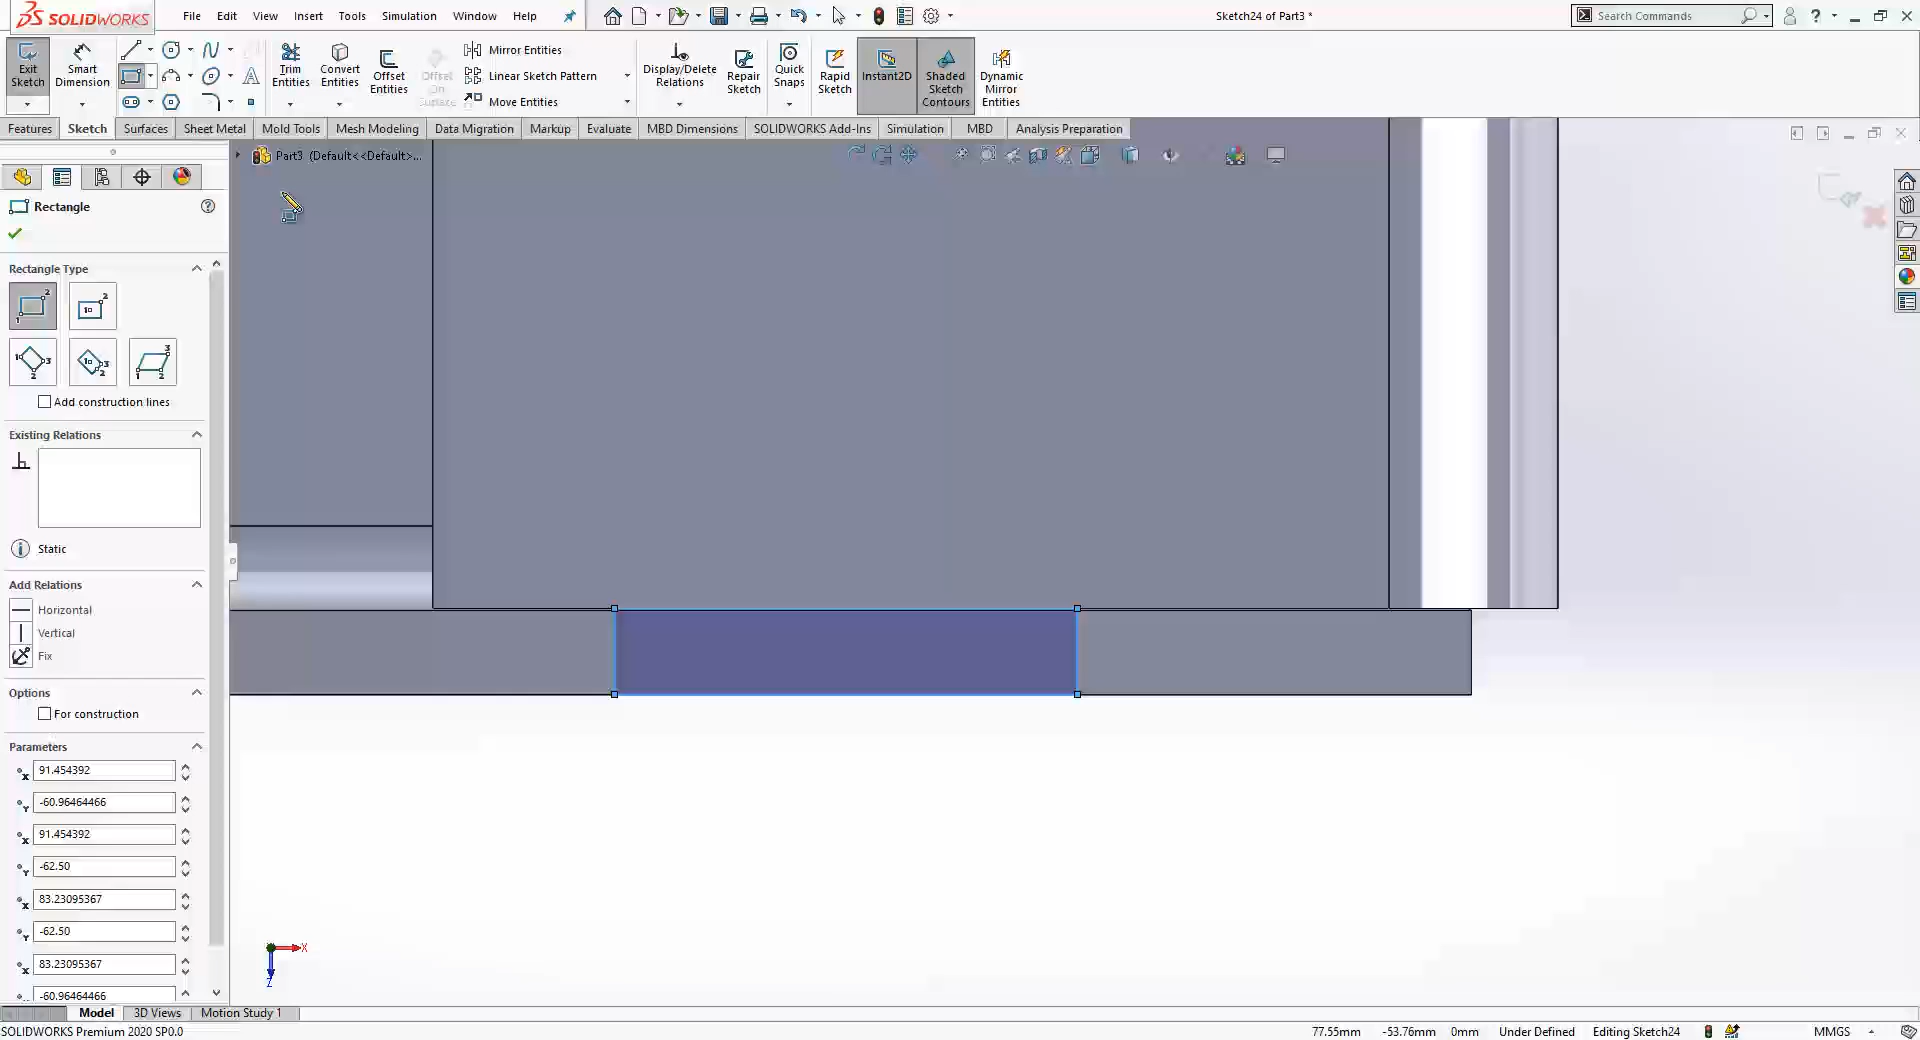 SOLIDWORKS File Edit View Insert Tools Simulation Window Help Sketch24 of Part3 * Search Commands
Exit Sketch
Smart Dimension
Trim Entities
Convert Entities
Offset Entities
Offset On Surface
Mirror Entities
Linear Sketch Pattern
Move Entities
Display/Delete Relations
Repair Sketch
Quick Snaps
Rapid Sketch
Instant2D
Shaded Sketch Contours
Dynamic Mirror Entities
Features Sketch Surfaces Sheet Metal Mold Tools Mesh Modeling Data Migration Markup Evaluate MBD Dimensions SOLIDWORKS Add-Ins Simulation MBD Analysis Preparation
Part3 (Default<<Default>...
Rectangle
Rectangle Type
Add construction lines
Existing Relations
Static
Add Relations
Horizontal
Vertical
Fix
Options
For construction
Parameters
91.454392
-60.96464466
91.454392
-62.50
83.23095367
-62.50
83.23095367
-60.96464466
X
Z
Model 3D Views Motion Study 1
SOLIDWORKS Premium 2020 SP0.0 77.55mm -53.76mm 0mm Under Defined Editing Sketch24 MMGS